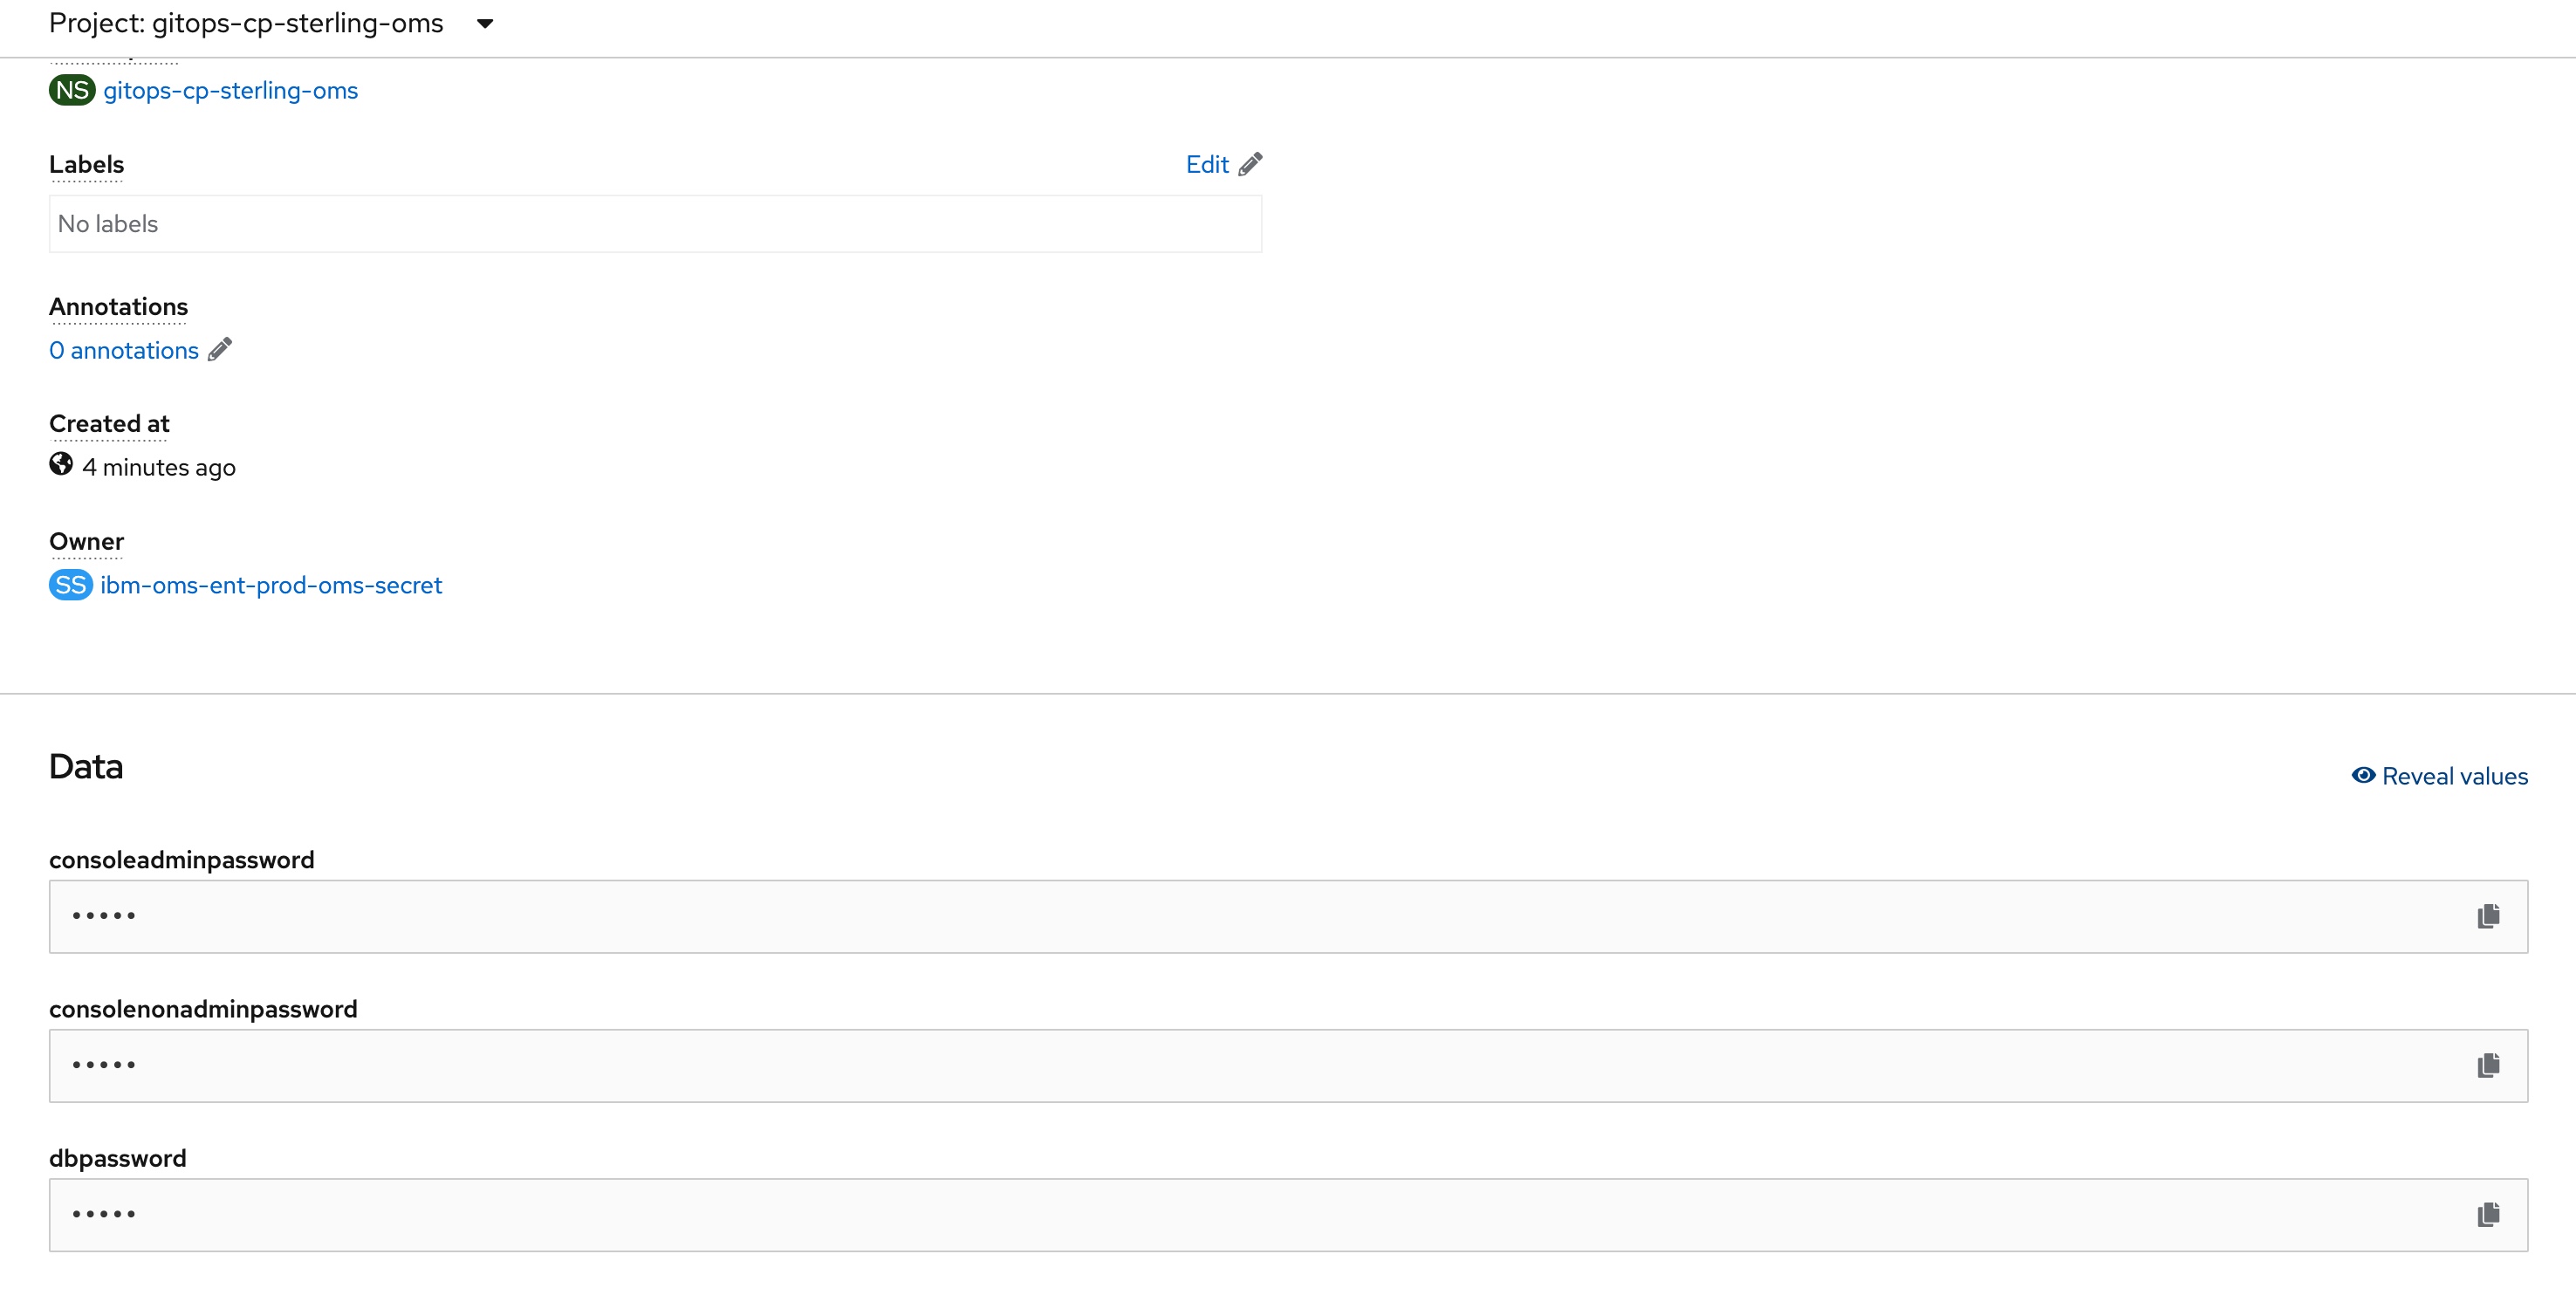 Project: gitops-cp-sterling-oms
NS gitops-cp-sterling-oms
Labels
Edit
No labels
Annotations
0 annotations
Created at
4 minutes ago
Owner
SS ibm-oms-ent-prod-oms-secret
Data
Reveal values
consoleadminpassword
•••••
consolenonadminpassword
•••••
dbpassword
•••••